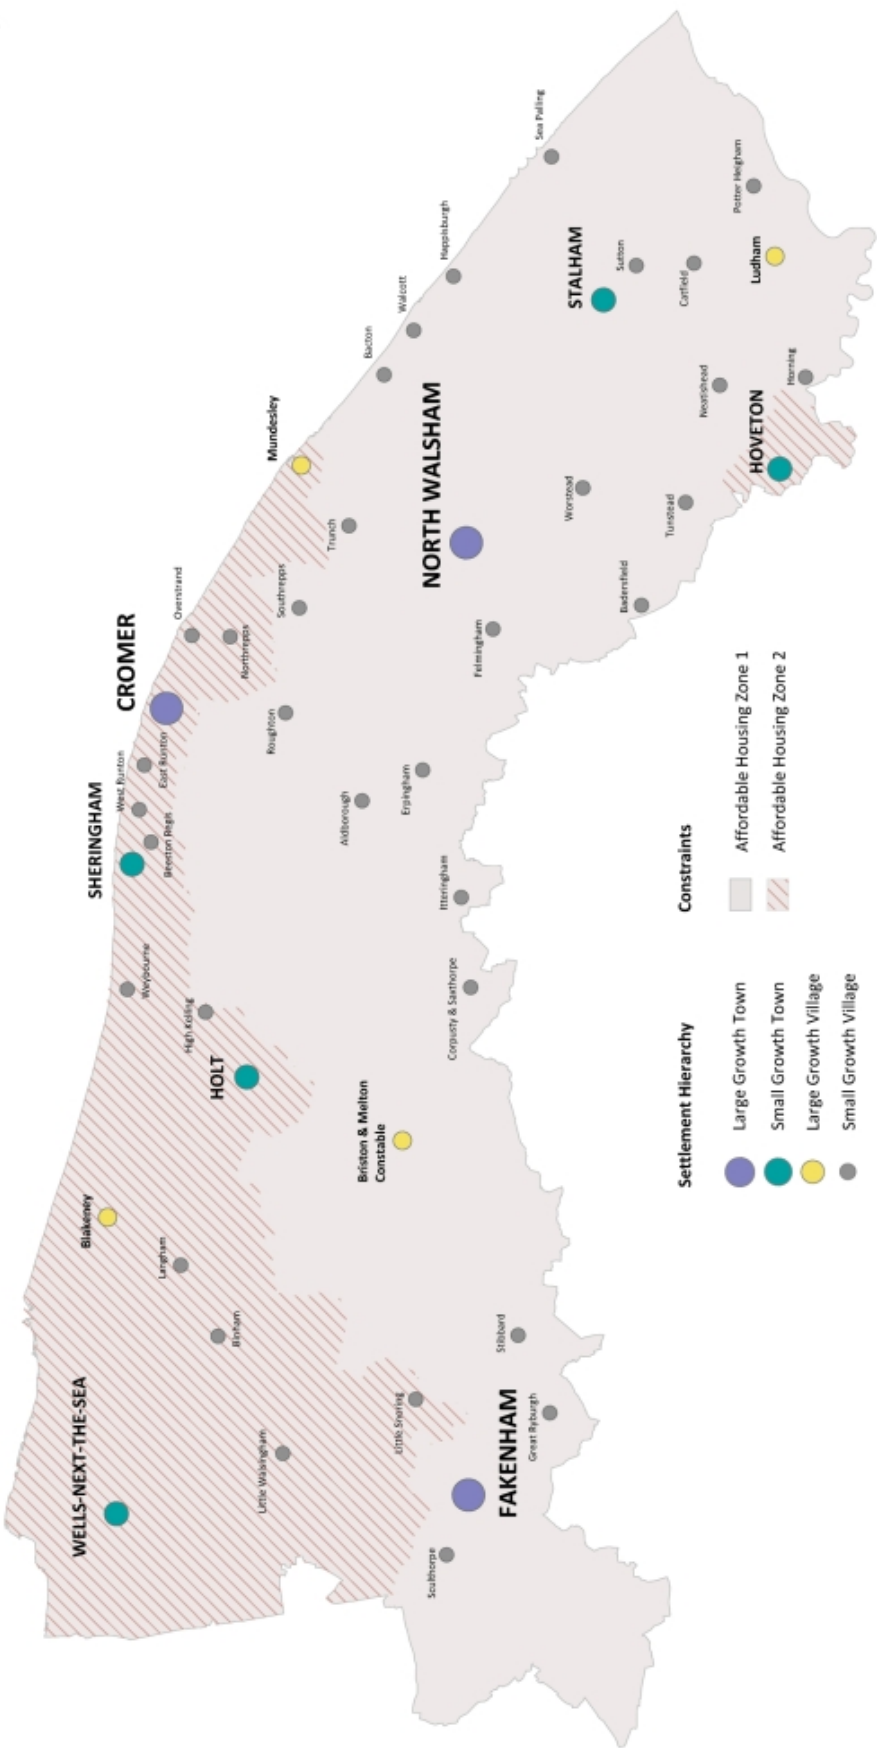 WELLS-NEXT-THE-SEA
Blakeney
Langham
Binham
Little Walsingham
Little Snoring
Sculthorpe
FAKENHAM
Great Ryburgh
Stibbard
HOLT
High Kelling
Weybourne
SHERINGHAM
Beeston Regis
West Runton
East Runton
CROMER
Overstrand
Northrepps
Southrepps
Roughton
Trunch
Mundesley
Briston & Melton
Constable
Corpusty & Saxthorpe
Itteringham
Aldborough
Erpingham
Felmingham
NORTH WALSHAM
Bacton
Walcott
Happisburgh
Sea Palling
Worstead
Tunstead
Badersfield
STALHAM
Sutton
Catfield
Neatishead
HOVETON
Horning
Ludham
Potter Heigham
Settlement Hierarchy
Large Growth Town
Small Growth Town
Large Growth Village
Small Growth Village
Constraints
Affordable Housing Zone 1
Affordable Housing Zone 2